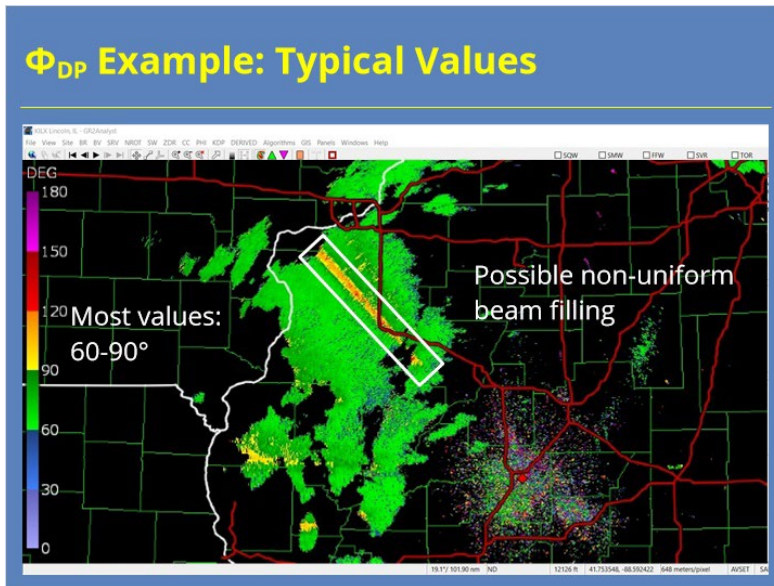 ΦDP Example: Typical Values
KILX Lincoln, IL - GR2Analyst
File View Site BR BV SRV NROT SW ZDR CC PHI KDP DERIVED Algorithms GIS Panels Windows Help
SQW SMW FFW SVR TOR
DEG
180
150
120
90
60
30
0
Most values:
60-90°
Possible non-uniform
beam filling
19.1°/ 101.90 nm ND 12126 ft 41.753548, -88.592422 648 meters/pixel AVSET